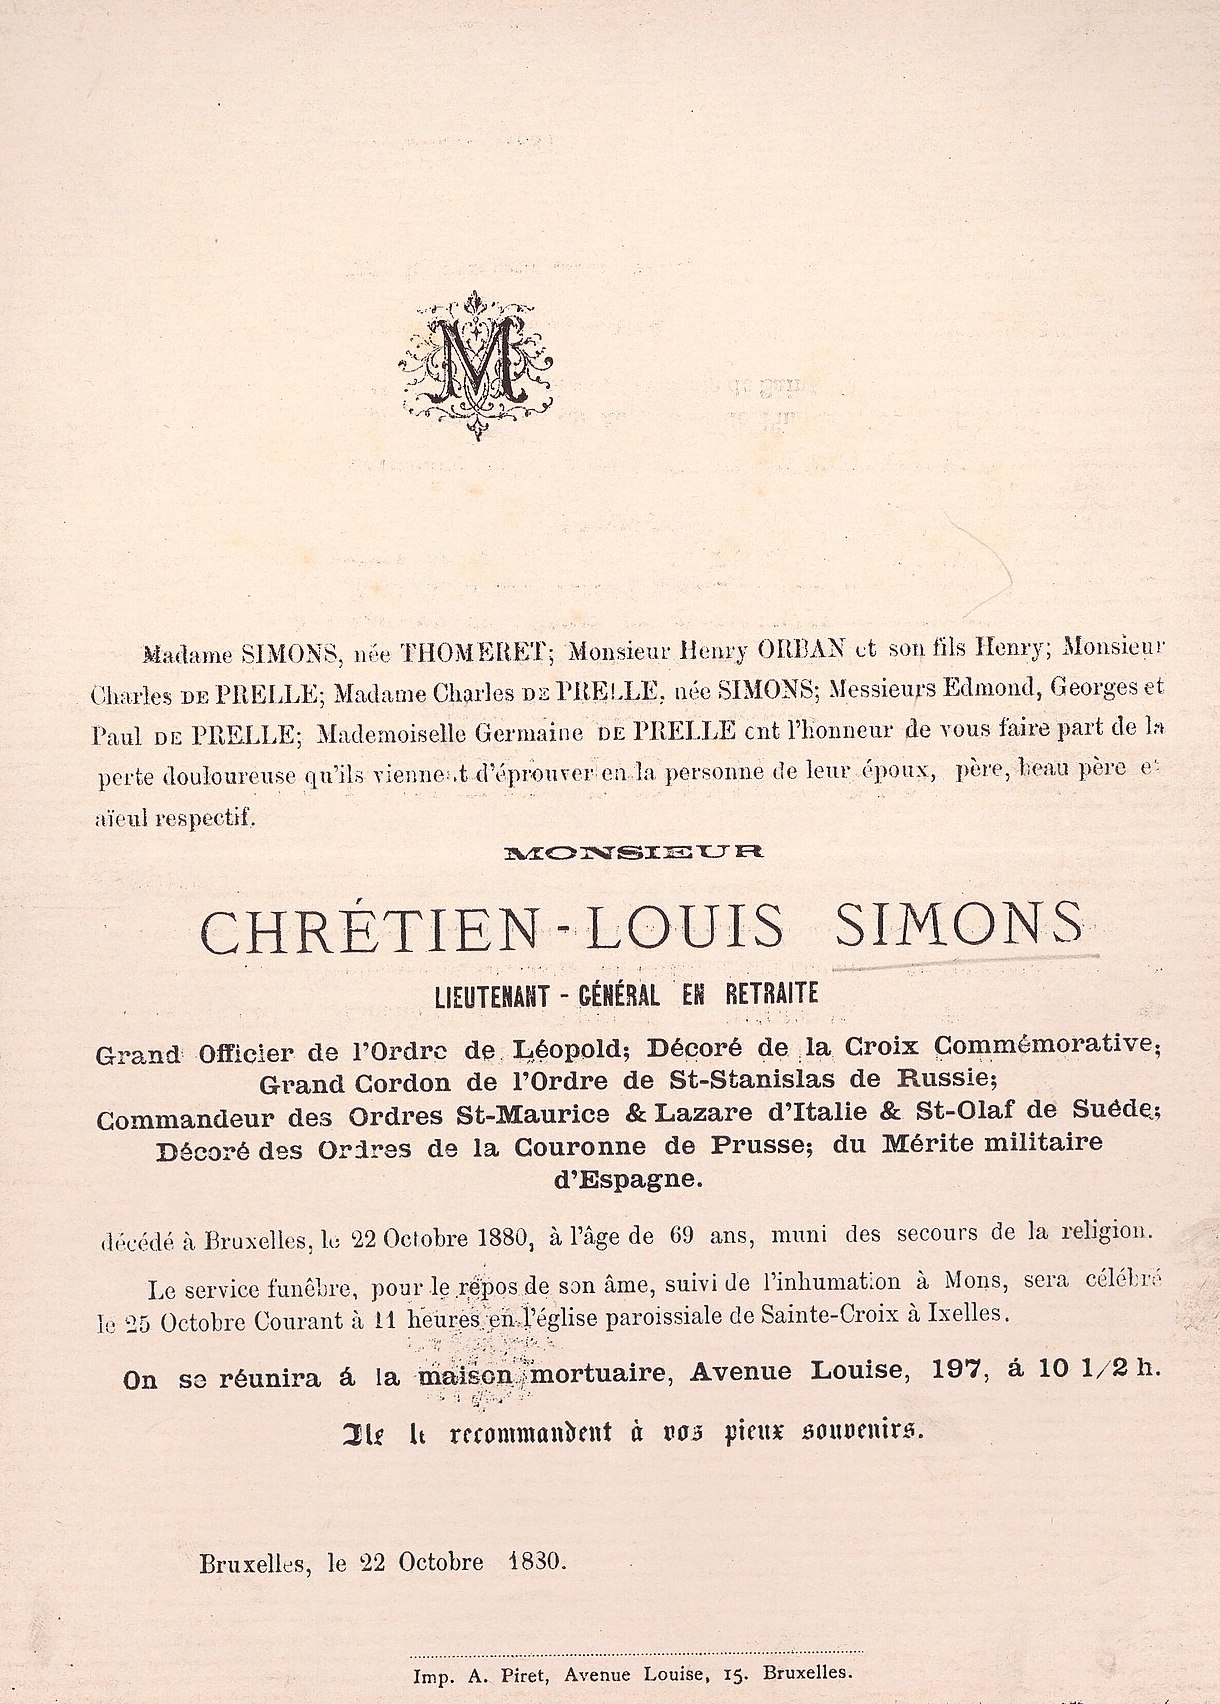 M
Madame SIMONS, née THOMERET; Monsieur Henry ORBAN et son fils Henry; Monsieur
Charles DE PRELLE; Madame Charles DE PRELLE, née SIMONS; Messieurs Edmond, Georges et
Paul DE PRELLE; Mademoiselle Germaine DE PRELLE ont l'honneur de vous faire part de la
perte douloureuse qu'ils viennent d'éprouver en la personne de leur époux, père, beau père et
aïeul respectif.
MONSIEUR
CHRÉTIEN-LOUIS SIMONS
LIEUTENANT-GÉNÉRAL EN RETRAITE
Grand Officier de l'Ordre de Léopold; Décoré de la Croix Commémorative;
Grand Cordon de l'Ordre de St-Stanislas de Russie;
Commandeur des Ordres St-Maurice & Lazare d'Italie & St-Olaf de Suéde;
Décoré des Ordres de la Couronne de Prusse; du Mérite militaire
d'Espagne.
décédé à Bruxelles, le 22 Octobre 1880, à l'âge de 69 ans, muni des secours de la religion.
Le service funêbre, pour le repos de son âme, suivi de l'inhumation à Mons, sera célébré
le 25 Octobre Courant à 11 heures en l'église paroissiale de Sainte-Croix à Ixelles.
On se réunira á la maison mortuaire, Avenue Louise, 197, á 10 1/2 h.
Ils le recommandent à vos pieux souvenirs.
Bruxelles, le 22 Octobre 1880.
Imp. A. Piret, Avenue Louise, 15. Bruxelles.